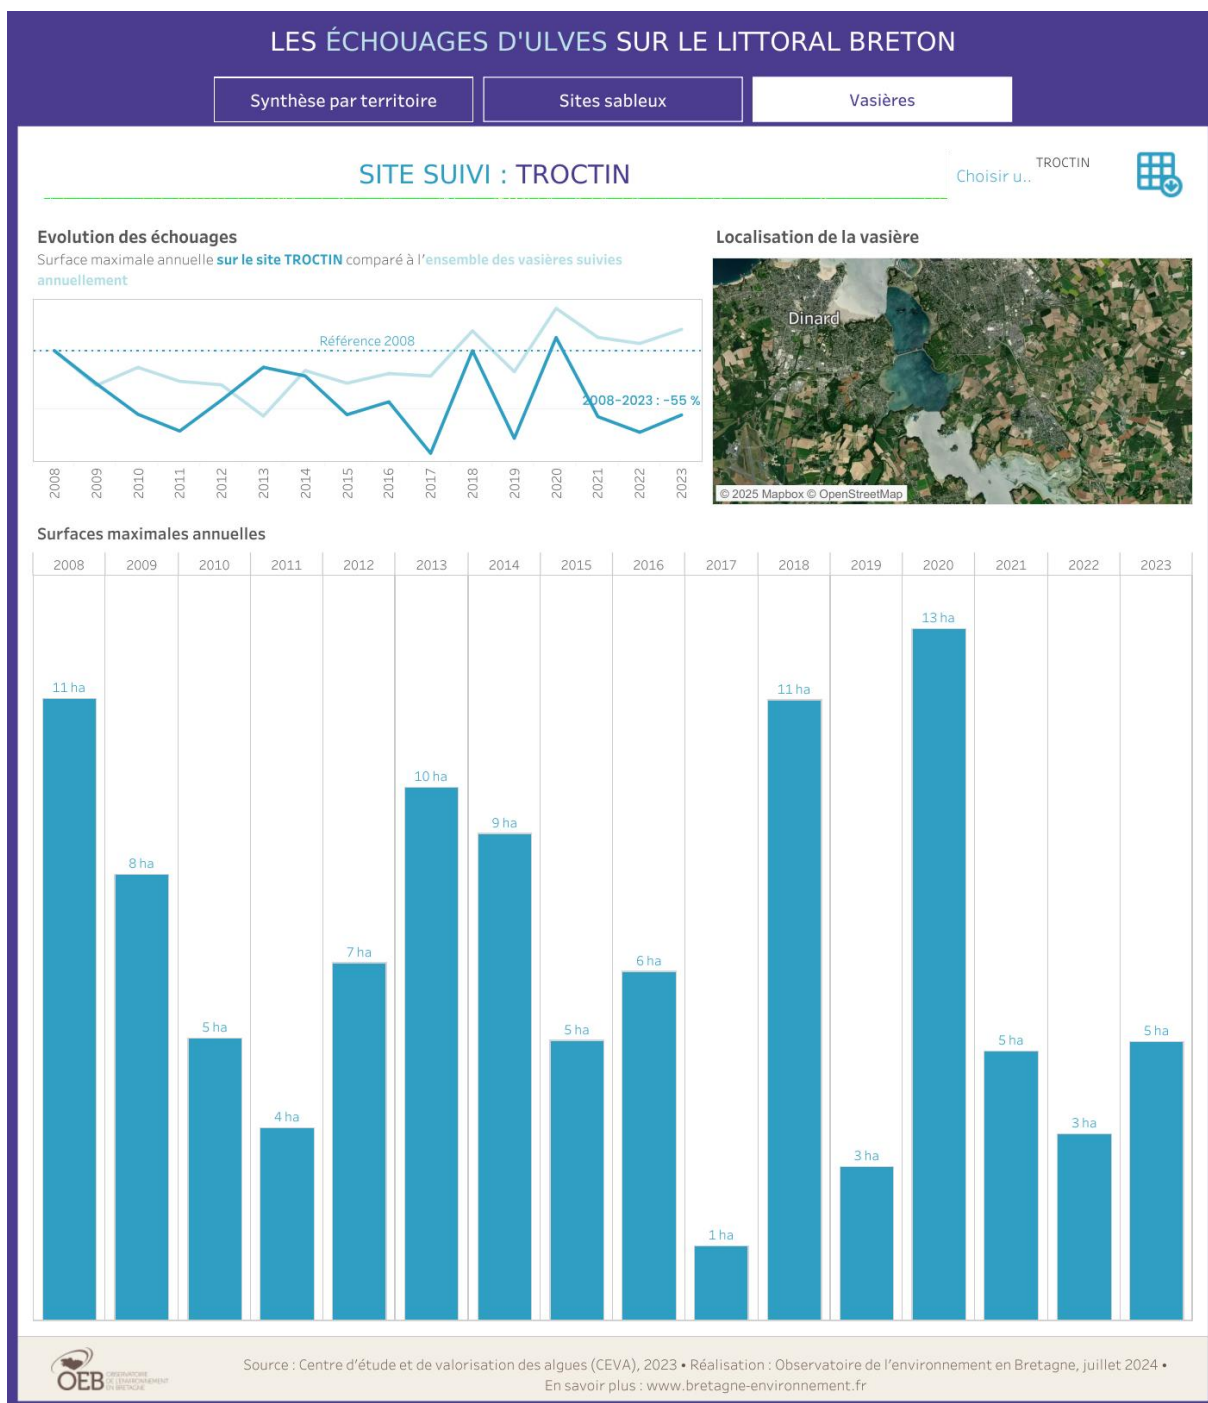 LES ÉCHOUAGES D'ULVES SUR LE LITTORAL BRETON
Synthèse par territoire
Sites sableux
Vasières
SITE SUIVI : TROCTIN
Choisir u..
TROCTIN
Evolution des échouages
Surface maximale annuelle sur le site TROCTIN comparé à l'ensemble des vasières suivies
annuellement
Référence 2008
2008-2023 : -55 %
2008 2009 2010 2011 2012 2013 2014 2015 2016 2017 2018 2019 2020 2021 2022 2023
Localisation de la vasière
Dinard
© 2025 Mapbox © OpenStreetMap
Surfaces maximales annuelles
2008 2009 2010 2011 2012 2013 2014 2015 2016 2017 2018 2019 2020 2021 2022 2023
11 ha
8 ha
5 ha
4 ha
7 ha
10 ha
9 ha
5 ha
6 ha
1 ha
11 ha
3 ha
13 ha
5 ha
3 ha
5 ha
OEB
OBSERVATOIRE
DE L'ENVIRONNEMENT
EN BRETAGNE
Source : Centre d'étude et de valorisation des algues (CEVA), 2023 • Réalisation : Observatoire de l'environnement en Bretagne, juillet 2024 •
En savoir plus : www.bretagne-environnement.fr